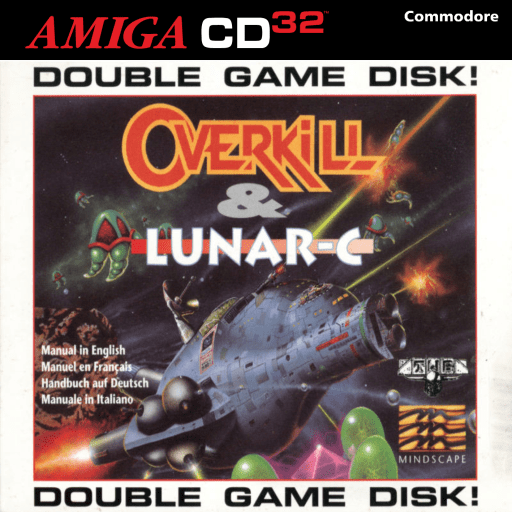 AMIGA CD32™
Commodore
DOUBLE GAME DISK!
OVERKILL
&
LUNAR-C
Manual in English
Manuel en Français
Handbuch auf Deutsch
Manuale in Italiano
MINDSCAPE
DOUBLE GAME DISK!